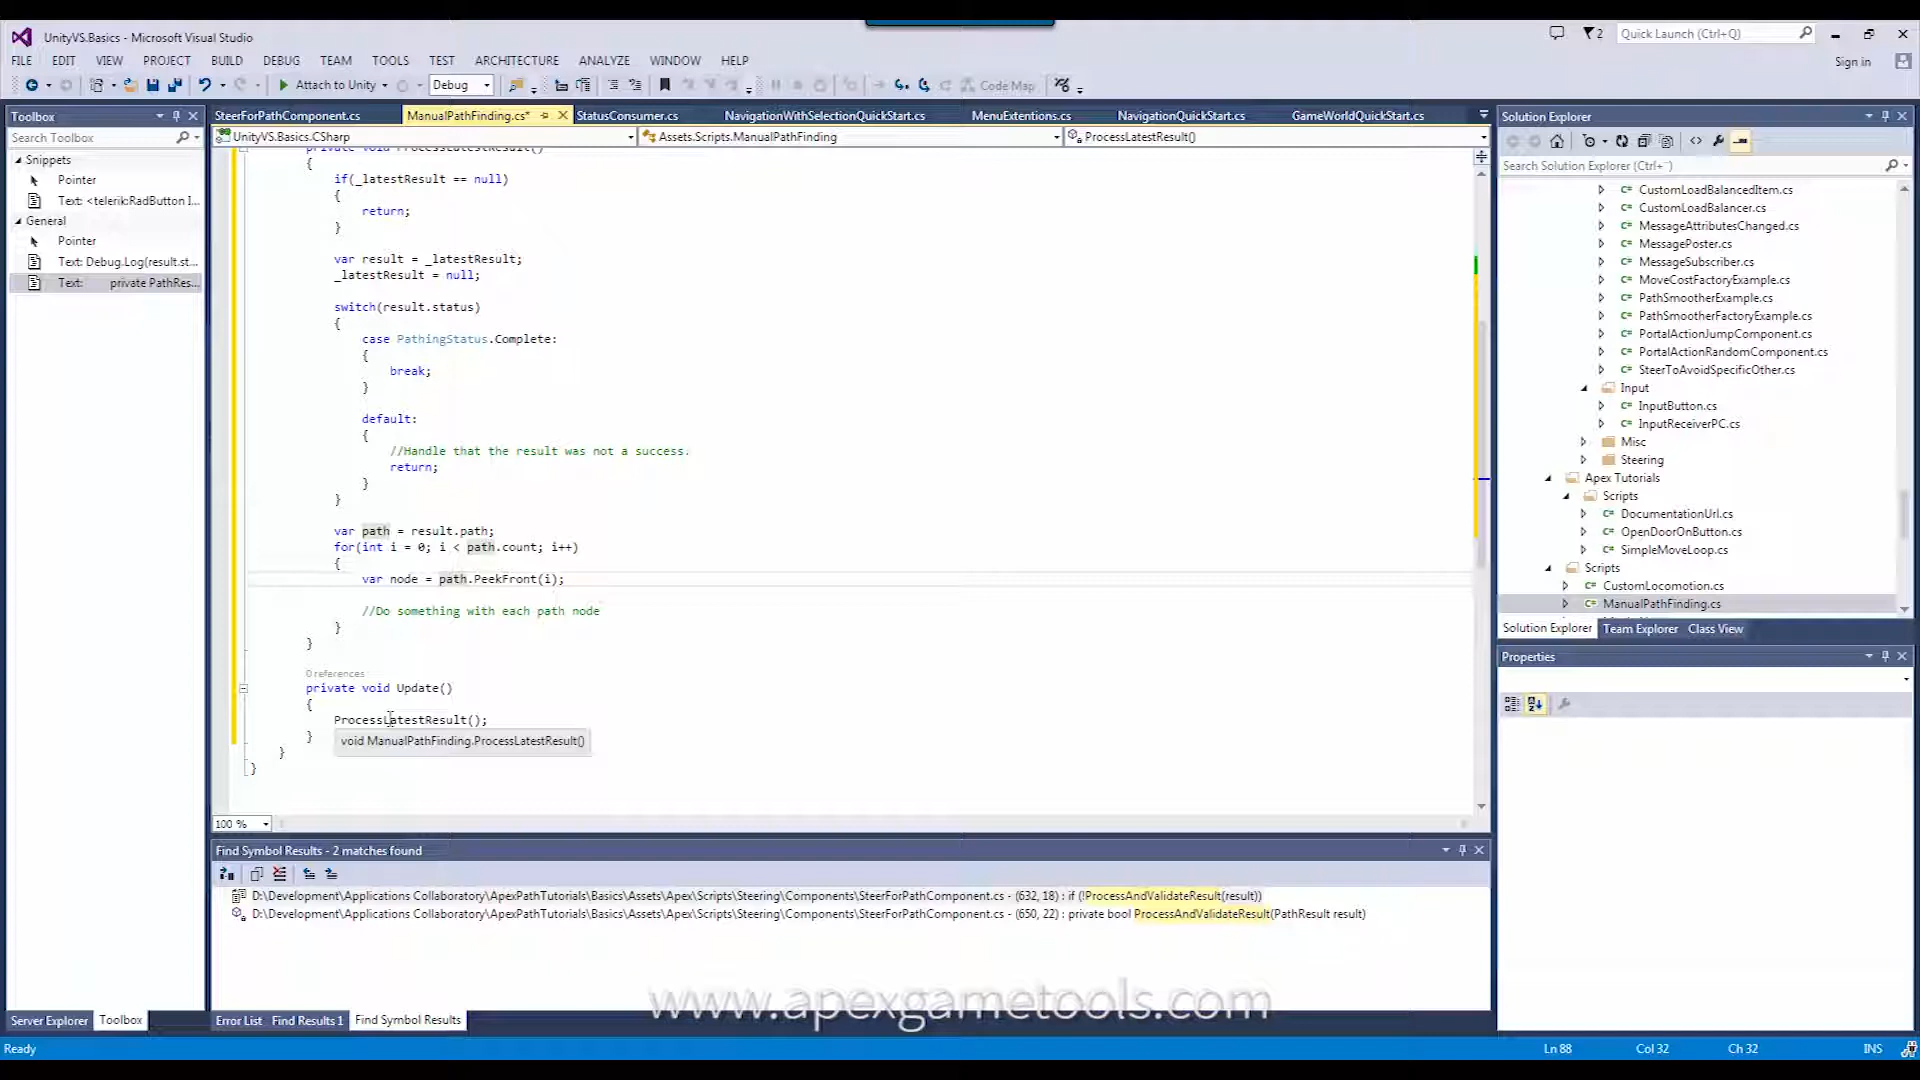 UnityVS.Basics - Microsoft Visual Studio
2
Quick Launch (Ctrl+Q)
FILE EDIT VIEW PROJECT BUILD DEBUG TEAM TOOLS TEST ARCHITECTURE ANALYZE WINDOW HELP
Sign in
Attach to Unity
Debug
Code Map
Toolbox
Search Toolbox
Snippets
Pointer
Text: <telerik:RadButton I...
General
Pointer
Text: Debug.Log(result.st...
Text: private PathRes...
SteerForPathComponent.cs
ManualPathFinding.cs*
StatusConsumer.cs
NavigationWithSelectionQuickStart.cs
MenuExtentions.cs
NavigationQuickStart.cs
GameWorldQuickStart.cs
UnityVS.Basics.CSharp
Assets.Scripts.ManualPathFinding
ProcessLatestResult()
private void ProcessLatestResult()
{
if(_latestResult == null)
{
return;
}
var result = _latestResult;
_latestResult = null;
switch(result.status)
{
case PathingStatus.Complete:
{
break;
}
default:
{
//Handle that the result was not a success.
return;
}
}
var path = result.path;
for(int i = 0; i < path.count; i++)
{
var node = path.PeekFront(i);
//Do something with each path node
}
}
0 references
private void Update()
{
ProcessLatestResult();
}
void ManualPathFinding.ProcessLatestResult()
}
}
100 %
Find Symbol Results - 2 matches found
D:\Development\Applications Collaboratory\ApexPathTutorials\Basics\Assets\Apex\Scripts\Steering\Components\SteerForPathComponent.cs - (632, 18) : if (!ProcessAndValidateResult(result))
D:\Development\Applications Collaboratory\ApexPathTutorials\Basics\Assets\Apex\Scripts\Steering\Components\SteerForPathComponent.cs - (650, 22) : private bool ProcessAndValidateResult(PathResult result)
www.apexgametools.com
Server Explorer
Toolbox
Error List
Find Results 1
Find Symbol Results
Solution Explorer
Search Solution Explorer (Ctrl+¨)
CustomLoadBalancedItem.cs
CustomLoadBalancer.cs
MessageAttributesChanged.cs
MessagePoster.cs
MessageSubscriber.cs
MoveCostFactoryExample.cs
PathSmootherExample.cs
PathSmootherFactoryExample.cs
PortalActionJumpComponent.cs
PortalActionRandomComponent.cs
SteerToAvoidSpecificOther.cs
Input
InputButton.cs
InputReceiverPC.cs
Misc
Steering
Apex Tutorials
Scripts
DocumentationUrl.cs
OpenDoorOnButton.cs
SimpleMoveLoop.cs
Scripts
CustomLocomotion.cs
ManualPathFinding.cs
Solution Explorer
Team Explorer
Class View
Properties
Ready
Ln 88
Col 32
Ch 32
INS